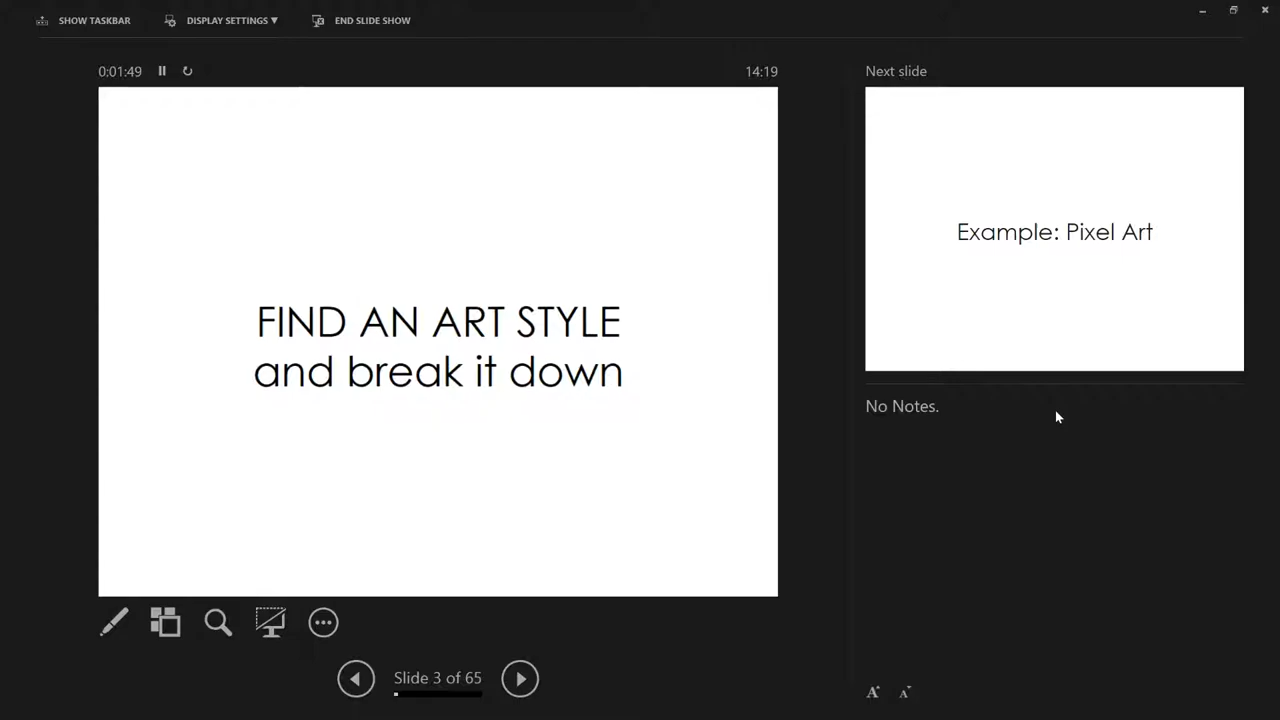 SHOW TASKBAR
DISPLAY SETTINGS ▼
END SLIDE SHOW
0:01:49
14:19
FIND AN ART STYLE
and break it down
Slide 3 of 65
Next slide
Example: Pixel Art
No Notes.
A
A